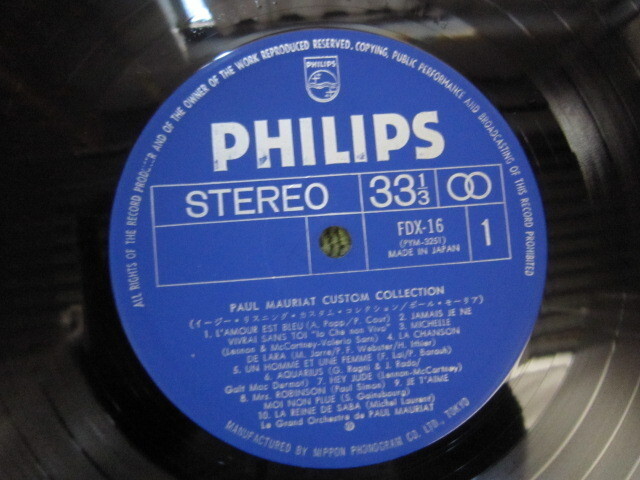 ALL RIGHTS OF THE RECORD PRODUCER AND OF THE OWNER OF THE WORK REPRODUCED RESERVED. COPYING, PUBLIC PERFORMANCE AND BROADCASTING OF THIS RECORD PROHIBITED
PHILIPS
PHILIPS
STEREO 33 1/3
FDX-16
(PYM-3251)
MADE IN JAPAN
1
PAUL MAURIAT CUSTOM COLLECTION
(イージー・リスニング・カスタム・コレクション/ポール・モーリア)
1. L'AMOUR EST BLEU (A. Popp/P. Cour) 2. JAMAIS JE NE
VIVRAI SANS TOI "Io Che non Vivo" 3. MICHELLE
(Lennon & McCartney-Valerio Sans) 4. LA CHANSON
DE LARA (M. Jarre/P. F. Webster/H. Ithier)
5. UN HOMME ET UNE FEMME (F. Lai/P. Barouh)
6. AQUARIUS (G. Ragni & J. Rado/
Galt Mac Dermot) 7. HEY JUDE (Lennon-McCartney)
8. Mrs. ROBINSON (Paul Simon) 9. JE T'AIME
MOI NON PLUE (S. Gainsbourg)
10. LA REINE DE SABA (Michel Laurent)
Le Grand Orchestre de PAUL MAURIAT
Ⓟ
MANUFACTURED BY NIPPON PHONOGRAM CO. LTD., TOKYO